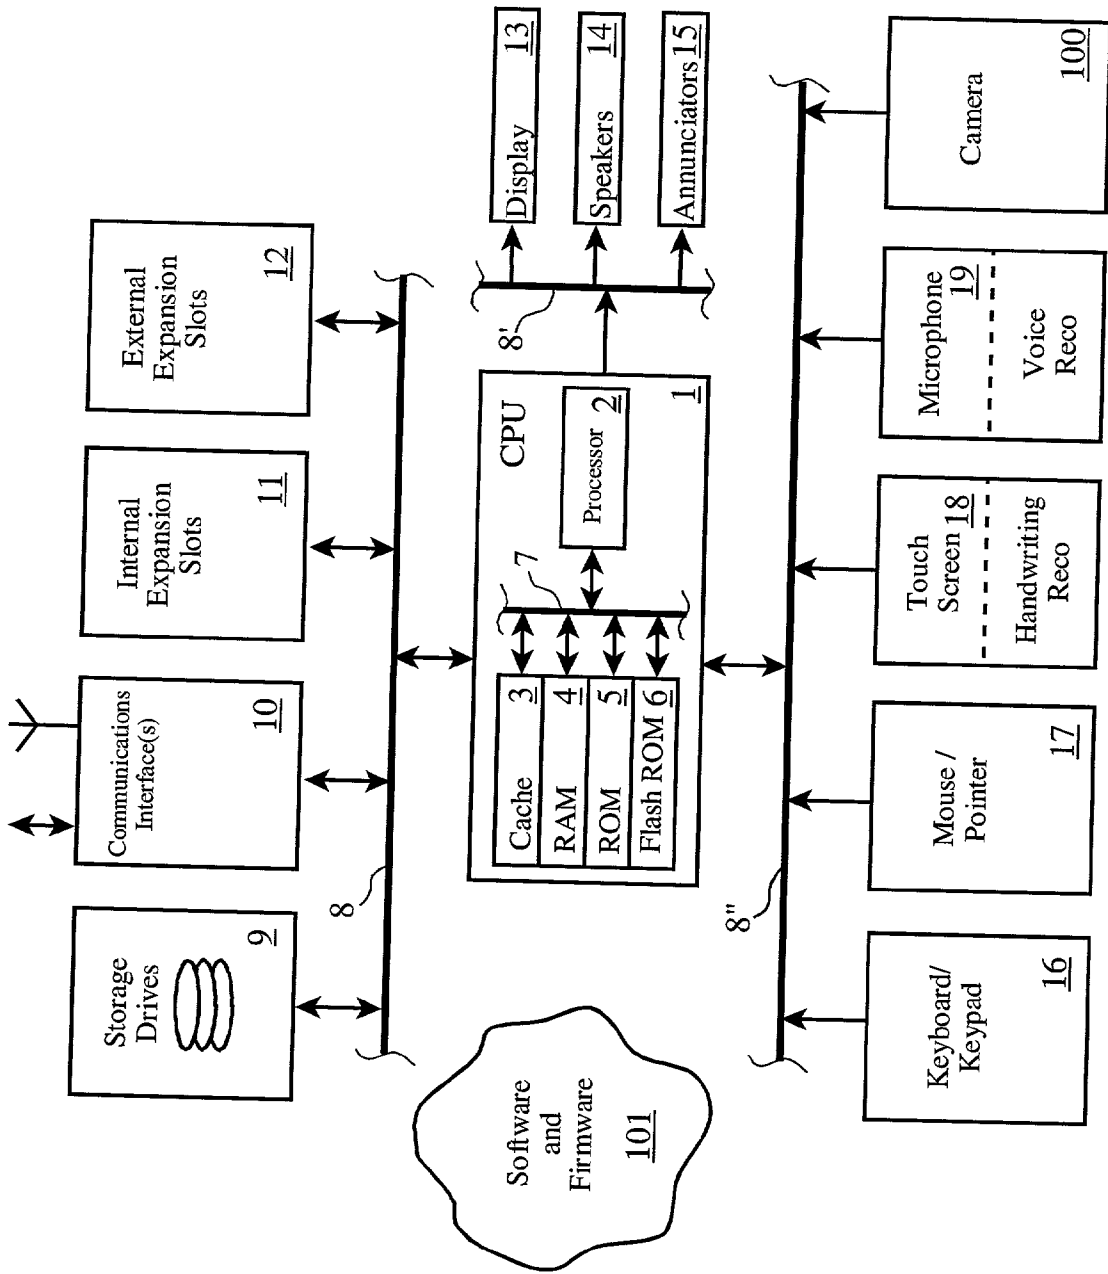 Storage
Drives
9
Communications
Interface(s)
10
Internal
Expansion
Slots
11
External
Expansion
Slots
12
8
Software
and
Firmware
101
CPU
1
Cache 3
RAM 4
ROM 5
Flash ROM 6
7
Processor 2
8'
Display 13
Speakers 14
Annunciators 15
8"
Keyboard/
Keypad
16
Mouse /
Pointer
17
Touch
Screen 18
Handwriting
Reco
Microphone
19
Voice
Reco
Camera
100